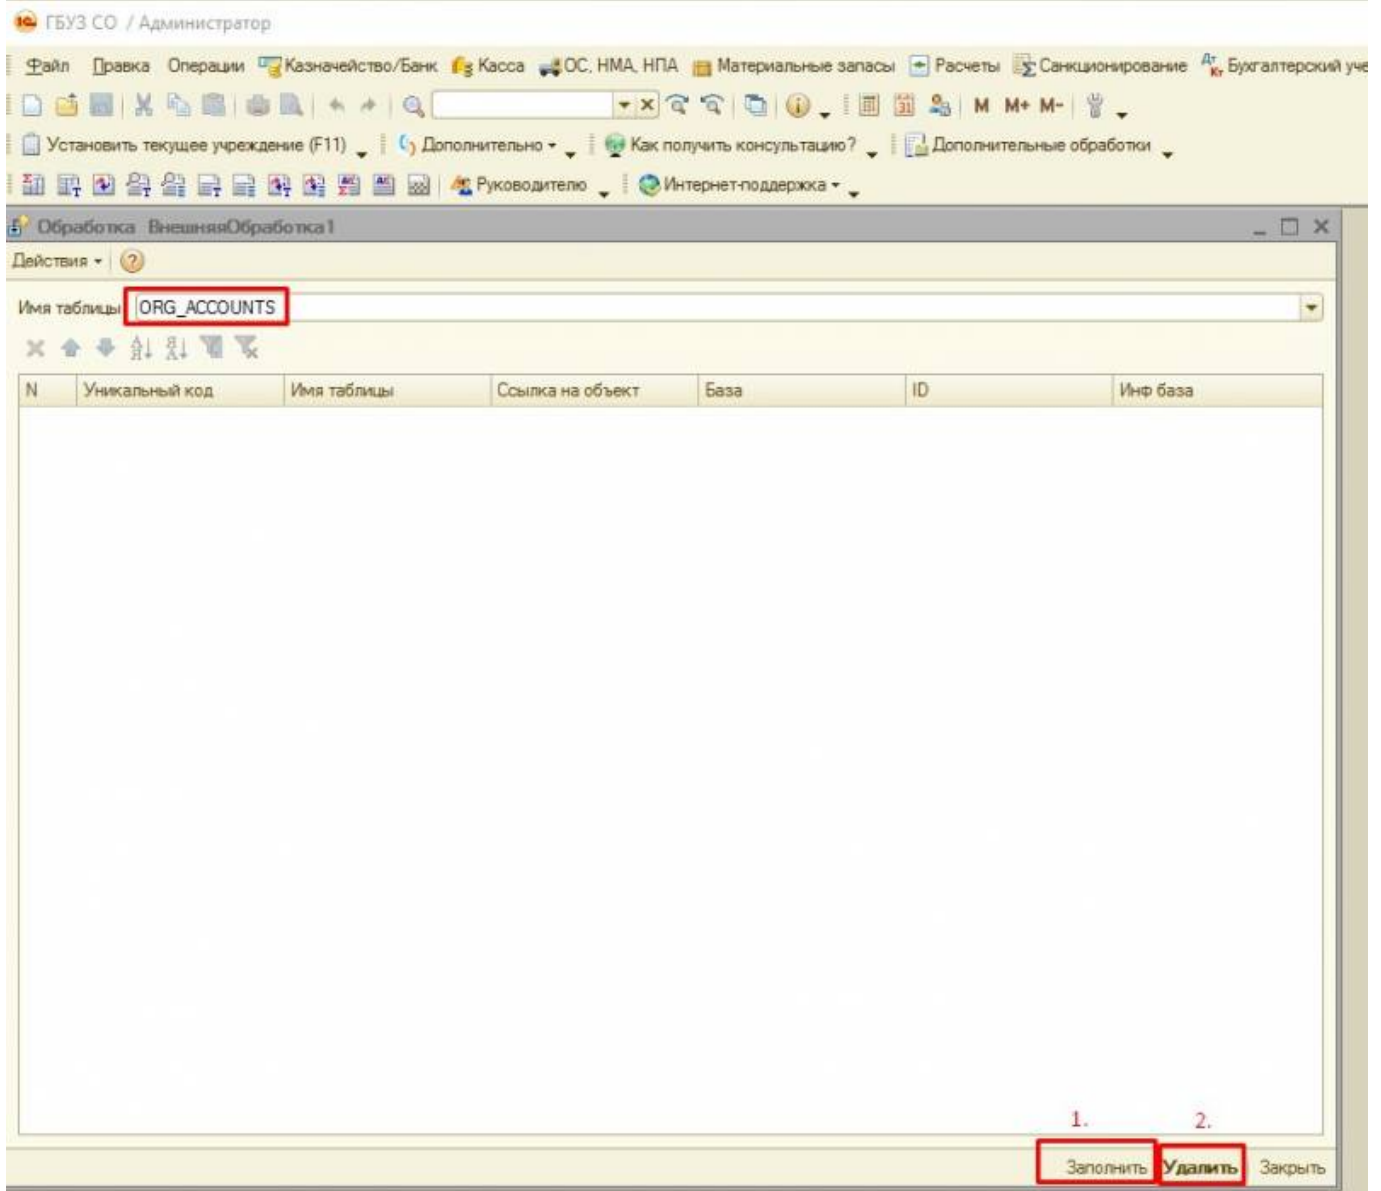 ГБУЗ СО / Администратор
Файл Правка Операции Казначейство/Банк Касса ОС, НМА, НПА Материальные запасы Расчеты Санкционирование Бухгалтерский уче
M M+ M-
Установить текущее учреждение (F11) Дополнительно Как получить консультацию? Дополнительные обработки
Руководителю Интернет-поддержка
Обработка ВнешняяОбработка1
Действия
Имя таблицы ORG_ACCOUNTS
N Уникальный код Имя таблицы Ссылка на объект База ID Инф база
1. 2.
Заполнить Удалить Закрыть